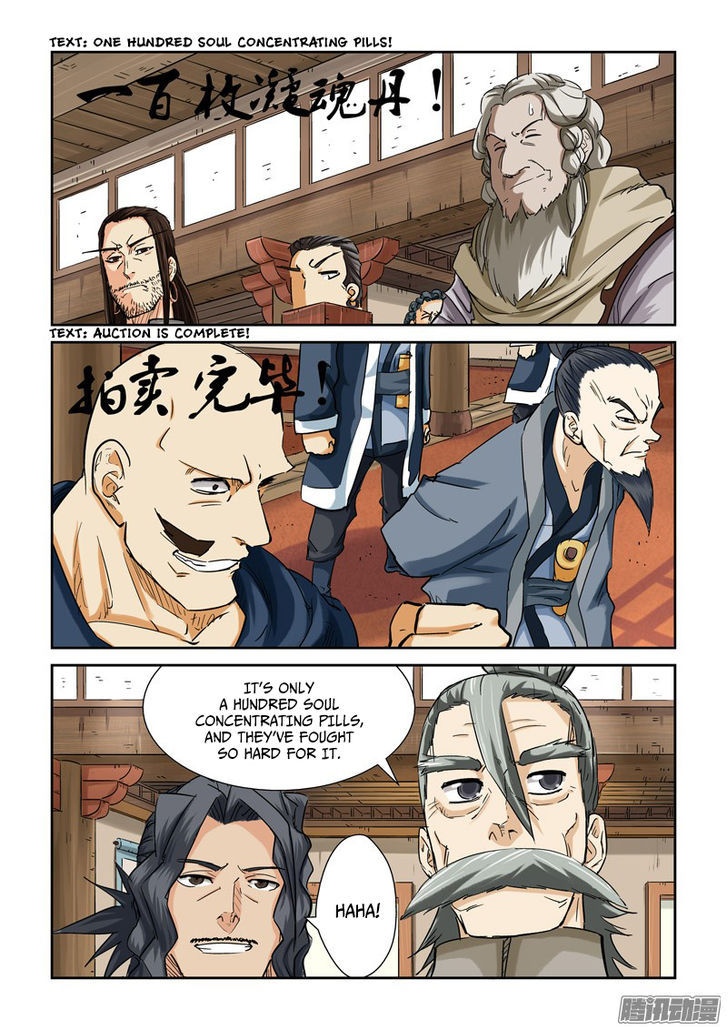 TEXT: ONE HUNDRED SOUL CONCENTRATING PILLS!
一百枚凝魂丹！
TEXT: AUCTION IS COMPLETE!
拍卖完毕！
IT'S ONLY
A HUNDRED SOUL
CONCENTRATING PILLS,
AND THEY'VE FOUGHT
SO HARD FOR IT.
HAHA!
腾讯动漫